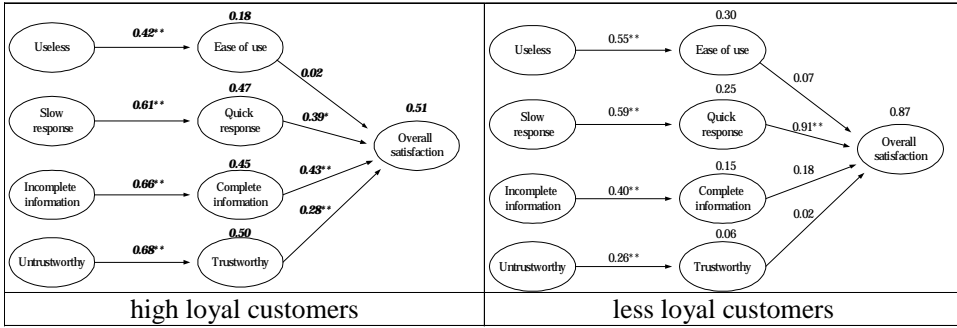 0.18
Useless
0.42**
Ease of use
0.02
0.47
Slow
response
0.61**
Quick
response
0.39*
0.51
Overall
satisfaction
0.45
Incomplete
information
0.66**
Complete
information
0.43**
0.28**
0.50
Untrustworthy
0.68**
Trustworthy
high loyal customers
0.30
Useless
0.55**
Ease of use
0.07
0.25
Slow
response
0.59**
Quick
response
0.91**
0.87
Overall
satisfaction
0.15
Incomplete
information
0.40**
Complete
information
0.18
0.02
0.06
Untrustworthy
0.26**
Trustworthy
less loyal customers